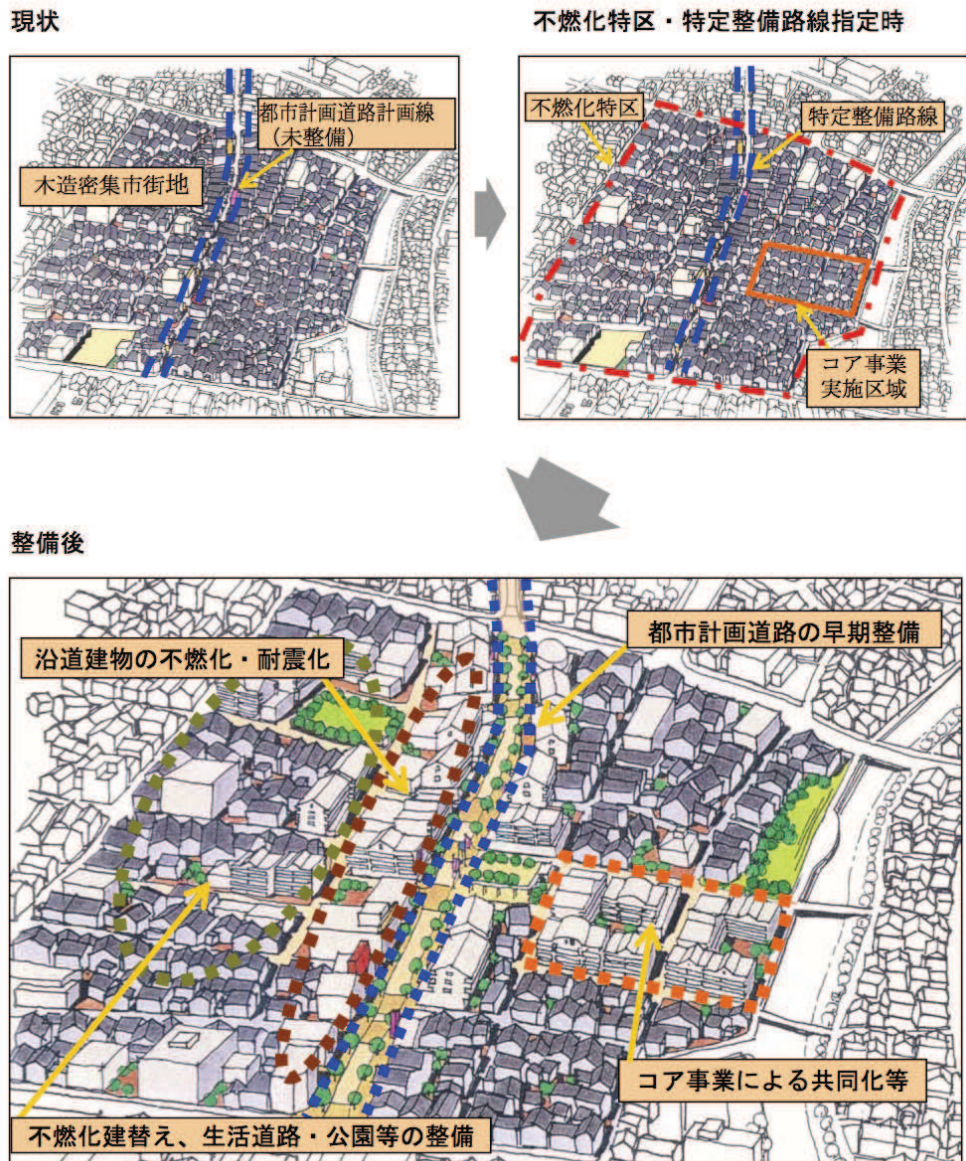 現状
都市計画道路計画線
（未整備）
木造密集市街地
不燃化特区・特定整備路線指定時
不燃化特区
特定整備路線
コア事業
実施区域
整備後
沿道建物の不燃化・耐震化
都市計画道路の早期整備
コア事業による共同化等
不燃化建替え、生活道路・公園等の整備